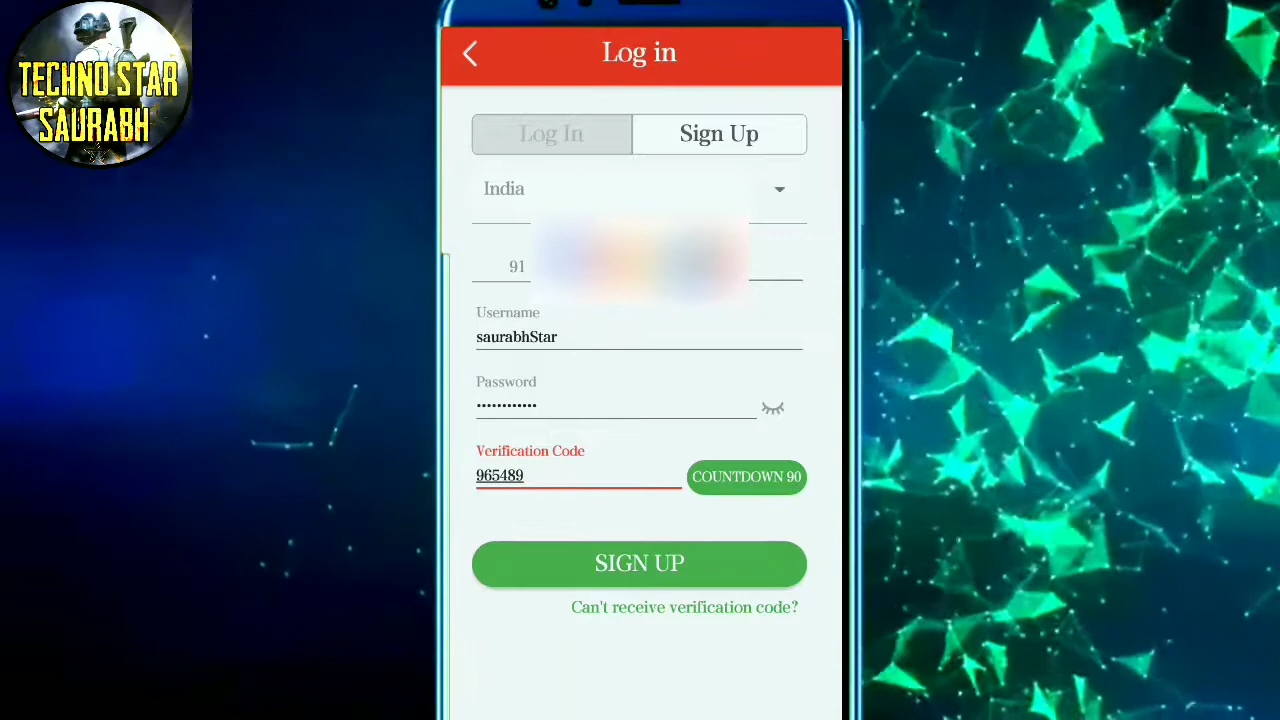 TECHNO STAR
SAURABH
Log in
Log In
Sign Up
India
91
Username
saurabhStar
Password
••••••••••••
Verification Code
965489
COUNTDOWN 90
SIGN UP
Can't receive verification code?